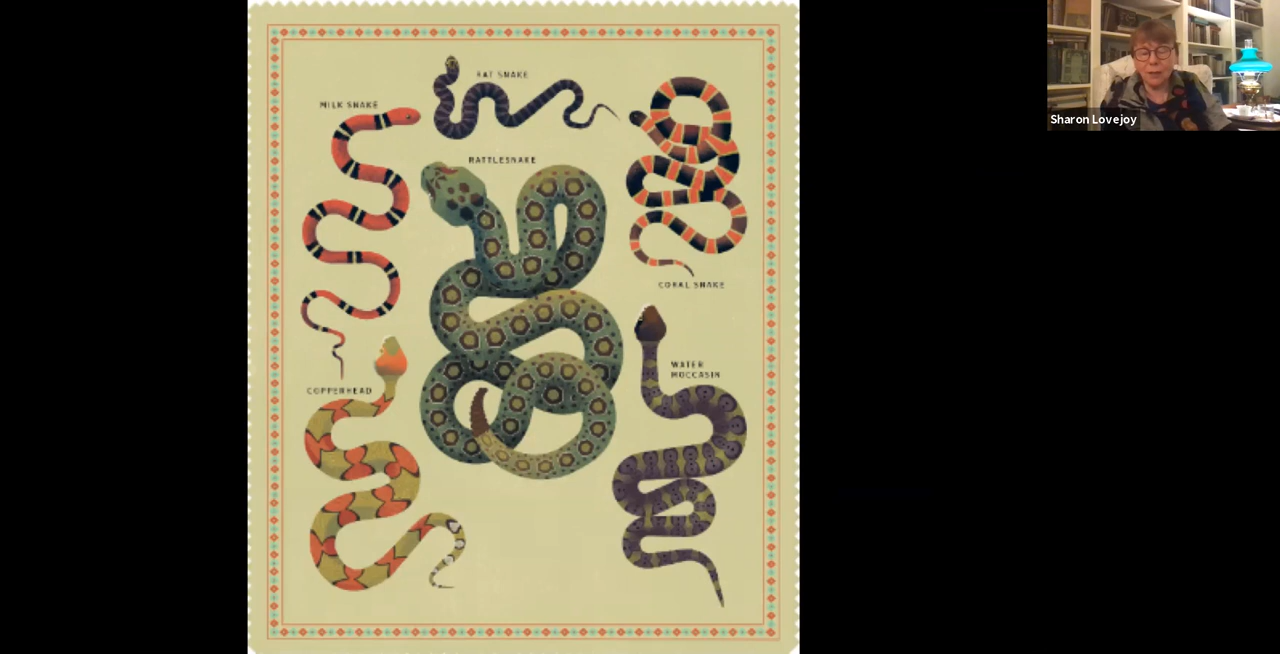 RAT SNAKE
MILK SNAKE
RATTLESNAKE
CORAL SNAKE
WATER
MOCCASIN
COPPERHEAD
Sharon Lovejoy